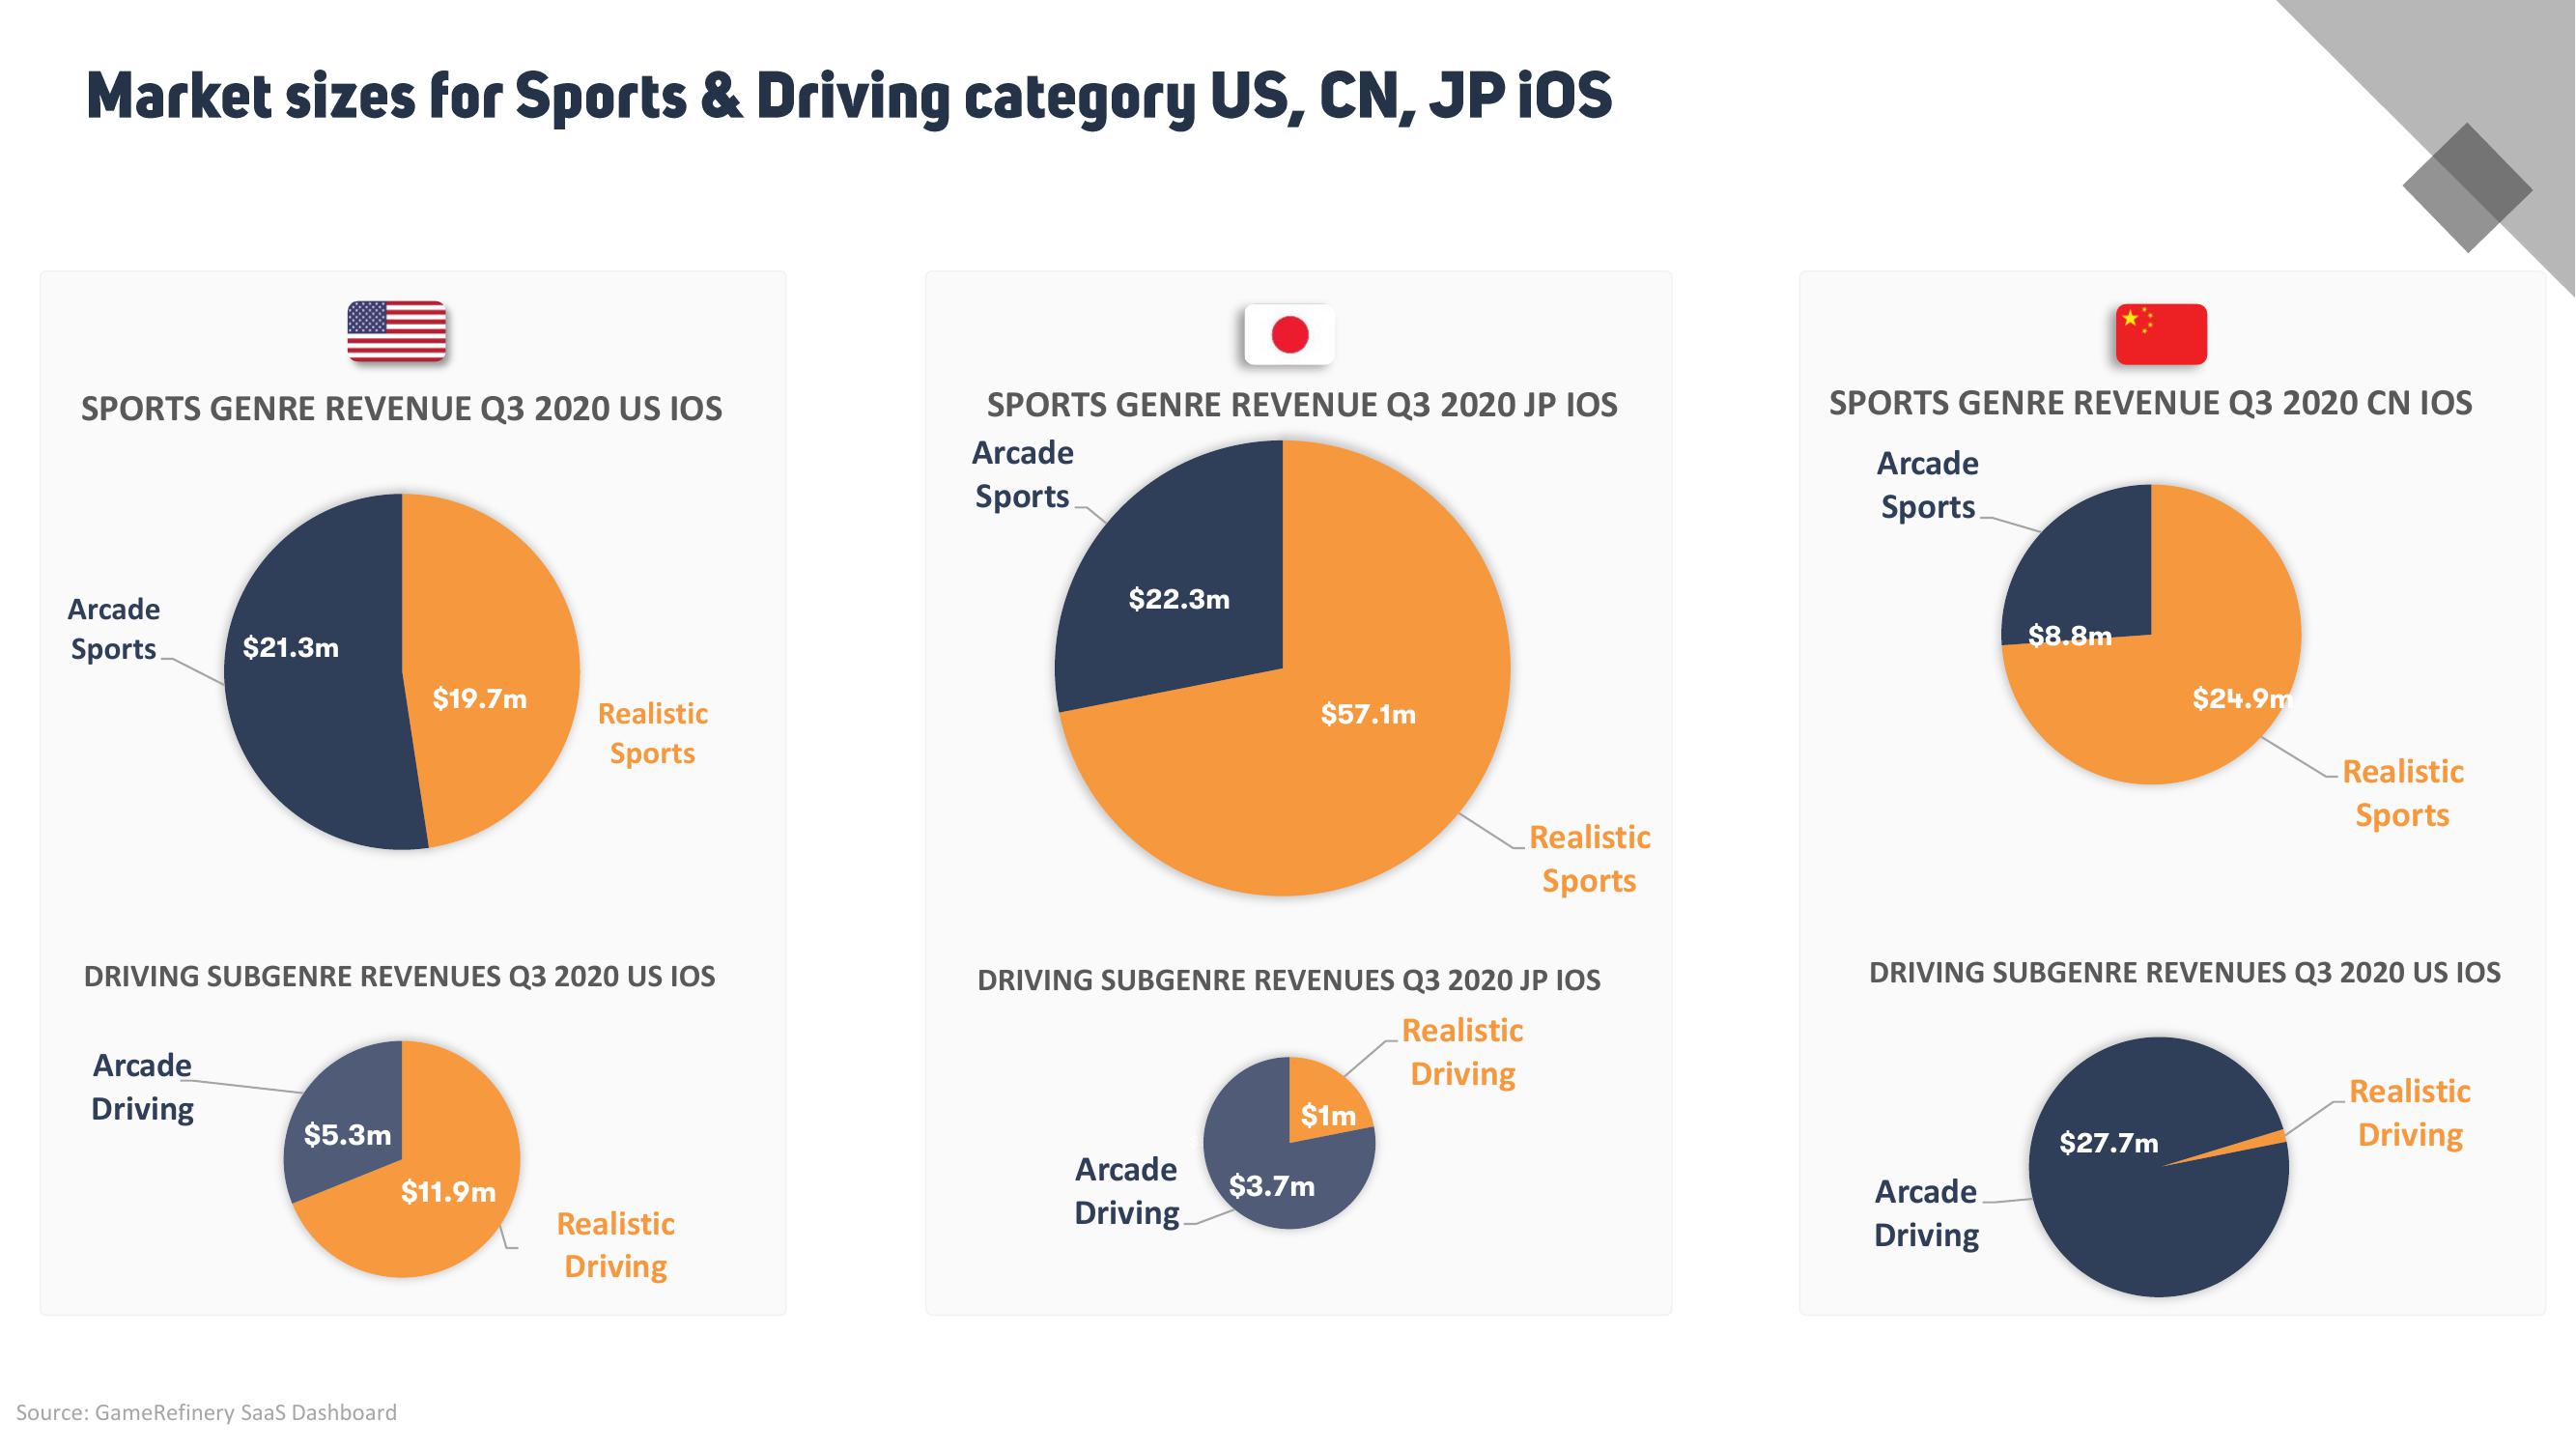 Market sizes for Sports & Driving category US, CN, JP iOS
SPORTS GENRE REVENUE Q3 2020 US IOS
Arcade
Sports
$21.3m
$19.7m
Realistic
Sports
DRIVING SUBGENRE REVENUES Q3 2020 US IOS
Arcade
Driving
$5.3m
$11.9m
Realistic
Driving
SPORTS GENRE REVENUE Q3 2020 JP IOS
Arcade
Sports
$22.3m
$57.1m
Realistic
Sports
DRIVING SUBGENRE REVENUES Q3 2020 JP IOS
Realistic
Driving
$1m
Arcade
Driving
$3.7m
SPORTS GENRE REVENUE Q3 2020 CN IOS
Arcade
Sports
$8.8m
$24.9m
Realistic
Sports
DRIVING SUBGENRE REVENUES Q3 2020 US IOS
Realistic
Driving
$27.7m
Arcade
Driving
Source: GameRefinery SaaS Dashboard